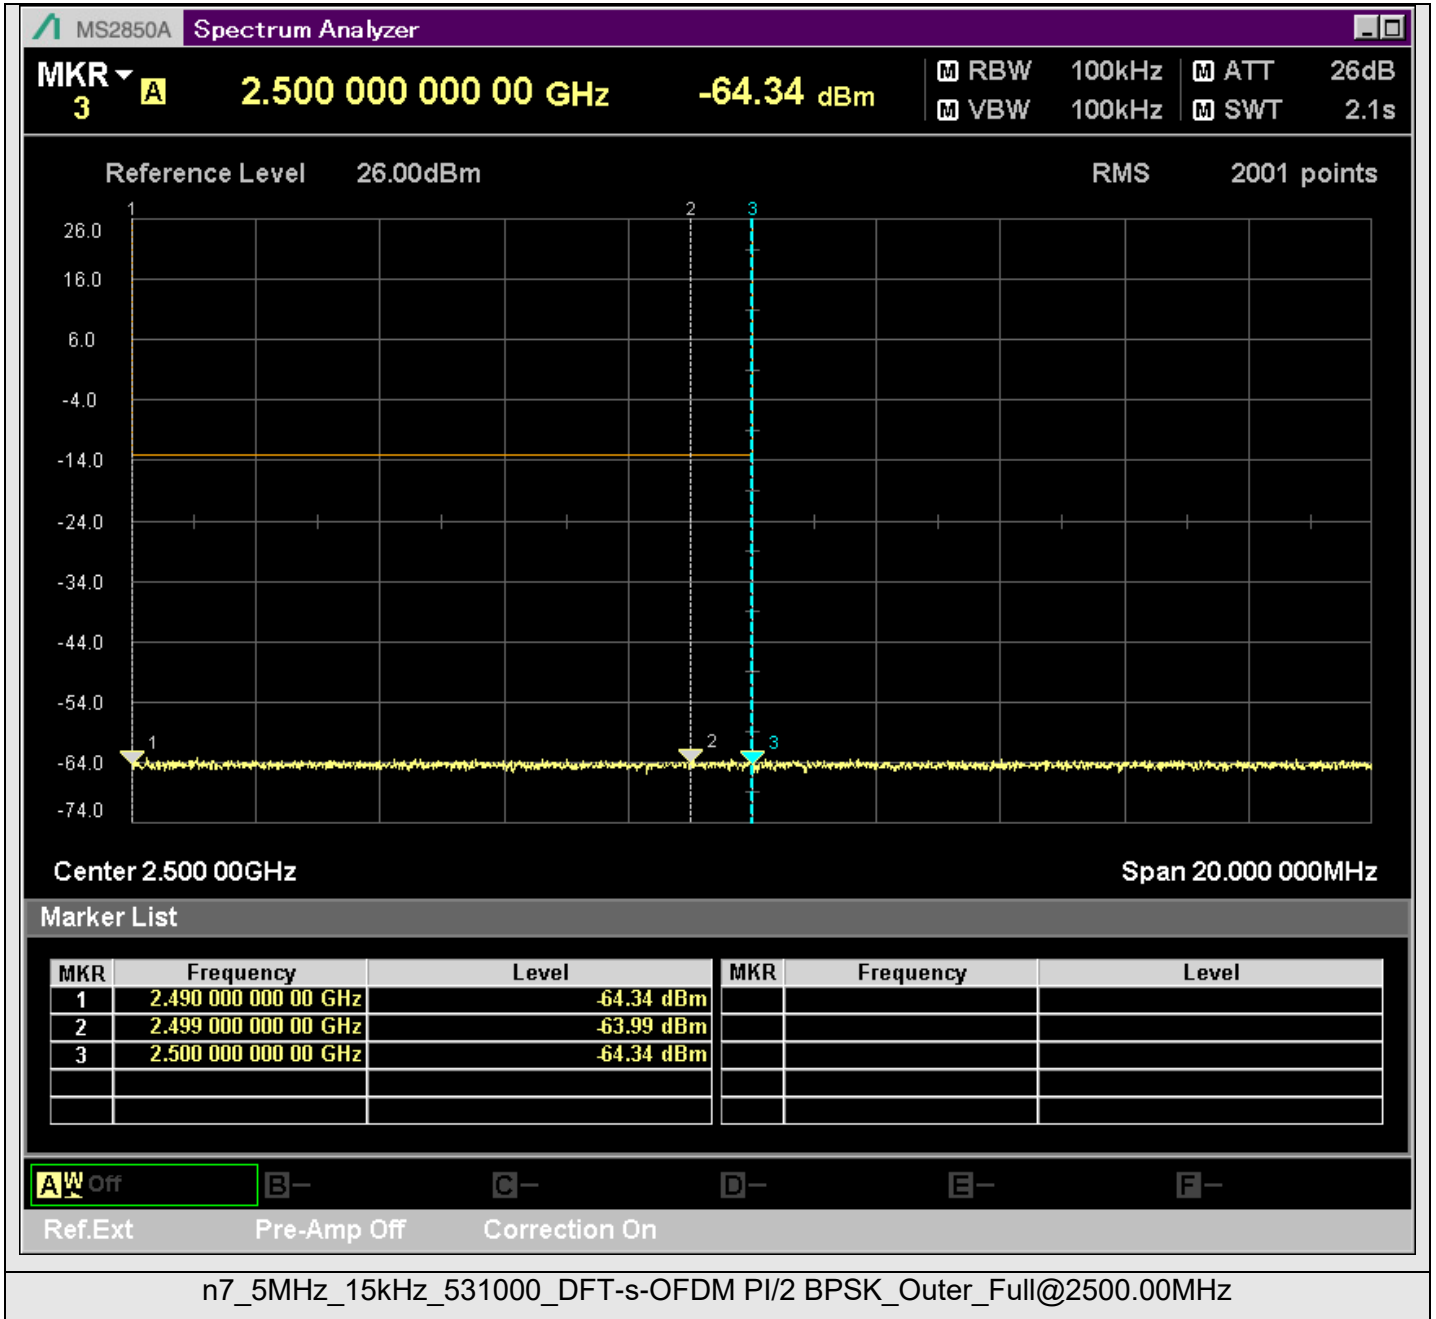 MS2850A Spectrum Analyzer
MKR A 2.500 000 000 00 GHz -64.34 dBm M RBW 100kHz M ATT 26dB
3 M VBW 100kHz M SWT 2.1s
Reference Level 26.00dBm RMS 2001 points
1 2 3
26.0
16.0
6.0
-4.0
-14.0
-24.0
-34.0
-44.0
-54.0
1 2 3
-64.0
-74.0
Center 2.500 00GHz Span 20.000 000MHz
Marker List
MKR Frequency Level MKR Frequency Level
1 2.490 000 000 00 GHz -64.34 dBm
2 2.499 000 000 00 GHz -63.99 dBm
3 2.500 000 000 00 GHz -64.34 dBm
A W Off B- C- D- E- F-
Ref.Ext Pre-Amp Off Correction On
n7_5MHz_15kHz_531000_DFT-s-OFDM PI/2 BPSK_Outer_Full@2500.00MHz